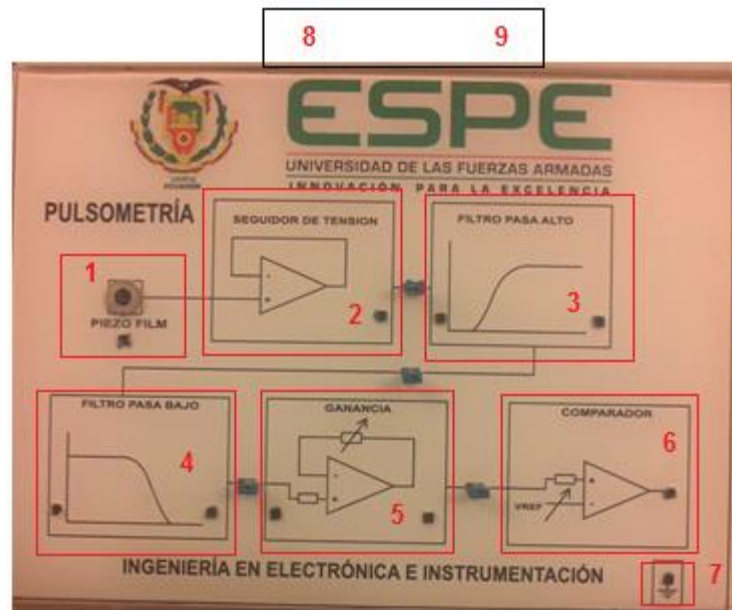 8 9
ESPE
UNIVERSIDAD DE LAS FUERZAS ARMADAS
INNOVACIÓN PARA LA EXCELENCIA
PULSOMETRÍA
SEGUIDOR DE TENSION
FILTRO PASA ALTO
1
2
3
PIEZO FILM
FILTRO PASA BAJO
GANANCIA
COMPARADOR
4
5
6
VREF
INGENIERÍA EN ELECTRÓNICA E INSTRUMENTACIÓN
7